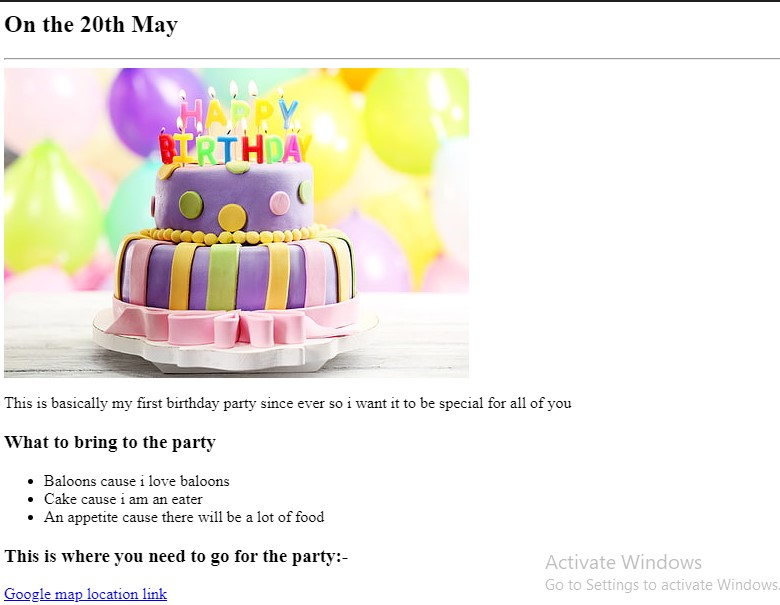 On the 20th May
HAPPY
BIRTHDAY
This is basically my first birthday party since ever so i want it to be special for all of you
What to bring to the party
Baloons cause i love baloons
Cake cause i am an eater
An appetite cause there will be a lot of food
This is where you need to go for the party:-
Google map location link
Activate Windows
Go to Settings to activate Windows.